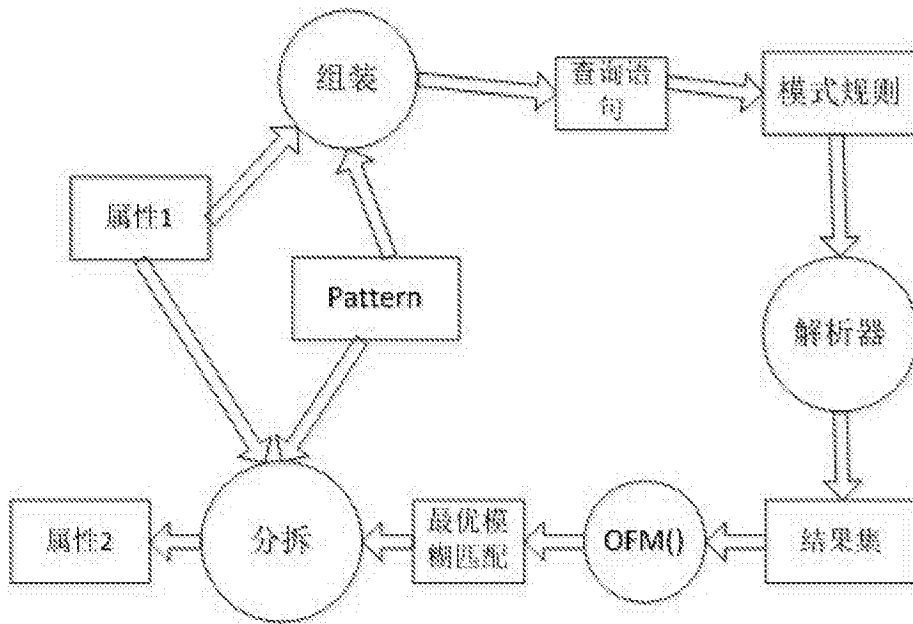 组装
查询语
句
模式规则
属性1
Pattern
解析器
属性2
分拆
最优模
糊匹配
OFM()
结果集